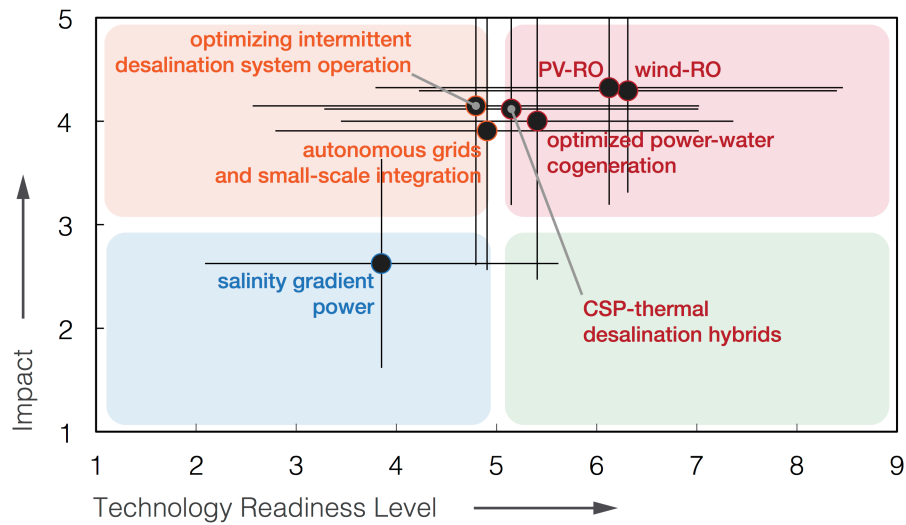 5
optimizing intermittent
desalination system operation
PV-RO
wind-RO
4
optimized power-water
cogeneration
autonomous grids
and small-scale integration
3
salinity gradient
power
CSP-thermal
desalination hybrids
2
Impact
1
1 2 3 4 5 6 7 8 9
Technology Readiness Level